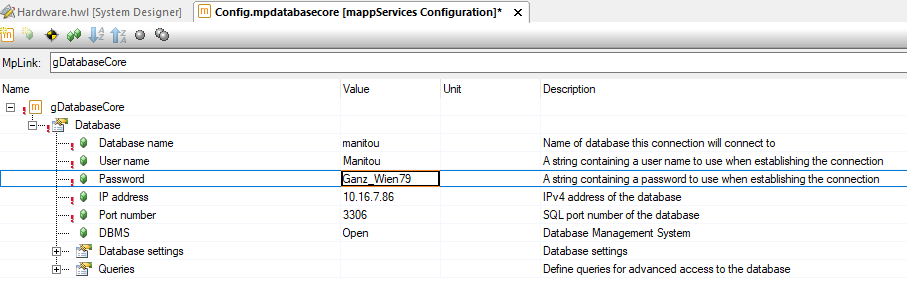 Hardware.hwl [System Designer] Config.mpdatabasecore [mappServices Configuration]*
MpLink: gDatabaseCore
Name Value Unit Description
gDatabaseCore
Database
Database name manitou Name of database this connection will connect to
User name Manitou A string containing a user name to use when establishing the connection
Password Ganz_Wien79 A string containing a password to use when establishing the connection
IP address 10.16.7.86 IPv4 address of the database
Port number 3306 SQL port number of the database
DBMS Open Database Management System
Database settings Database settings
Queries Define queries for advanced access to the database